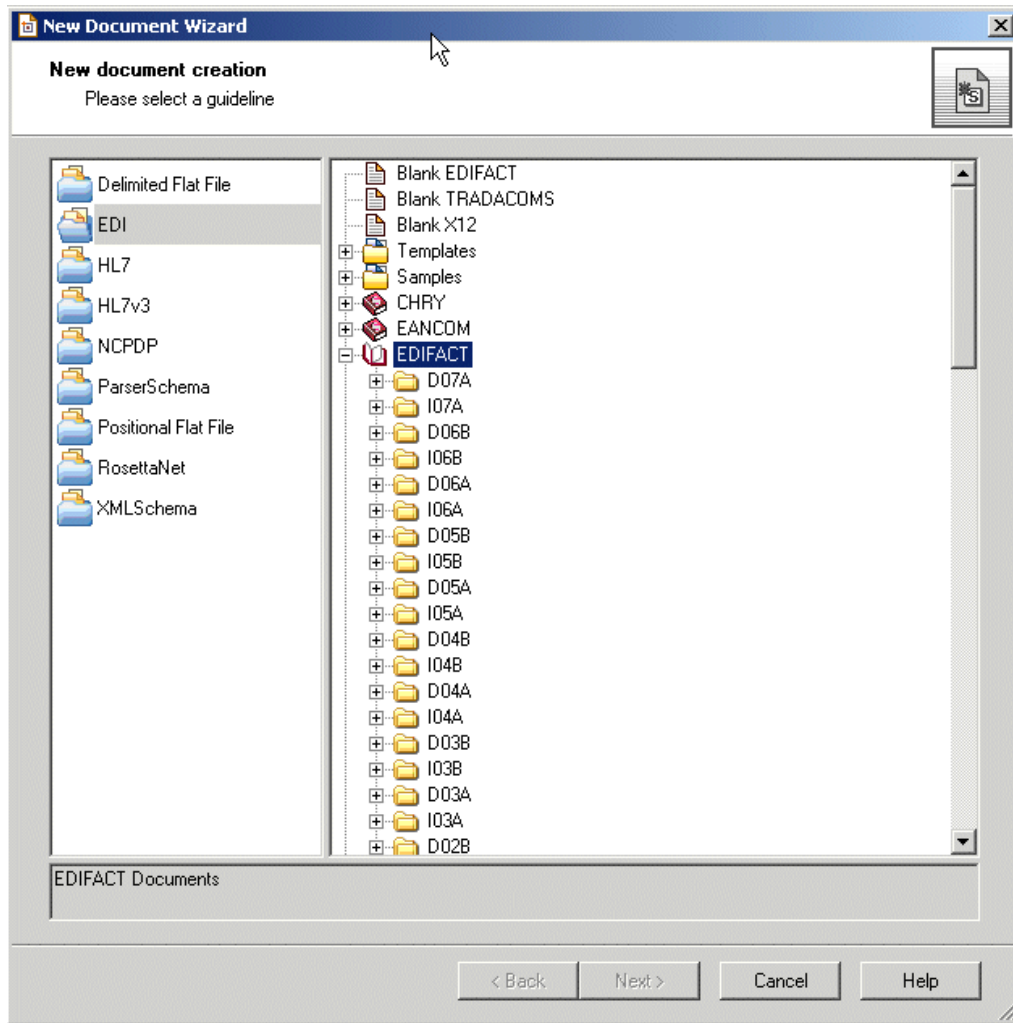 New Document Wizard
New document creation
Please select a guideline
Delimited Flat File
EDI
HL7
HL7v3
NCPDP
ParserSchema
Positional Flat File
RosettaNet
XMLSchema
Blank EDIFACT
Blank TRADACOMS
Blank X12
Templates
Samples
CHRY
EANCOM
EDIFACT
D07A
I07A
D06B
I06B
D06A
I06A
D05B
I05B
D05A
I05A
D04B
I04B
D04A
I04A
D03B
I03B
D03A
I03A
D02B
EDIFACT Documents
< Back
Next >
Cancel
Help